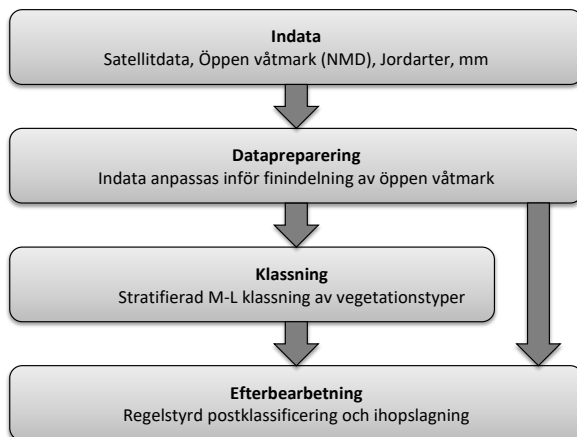 Indata
Satellitdata, Öppen våtmark (NMD), Jordarter, mm
Datapreparering
Indata anpassas inför finindelning av öppen våtmark
Klassning
Stratifierad M-L klassning av vegetationstyper
Efterbearbetning
Regelstyrd postklassificering och ihopslagning